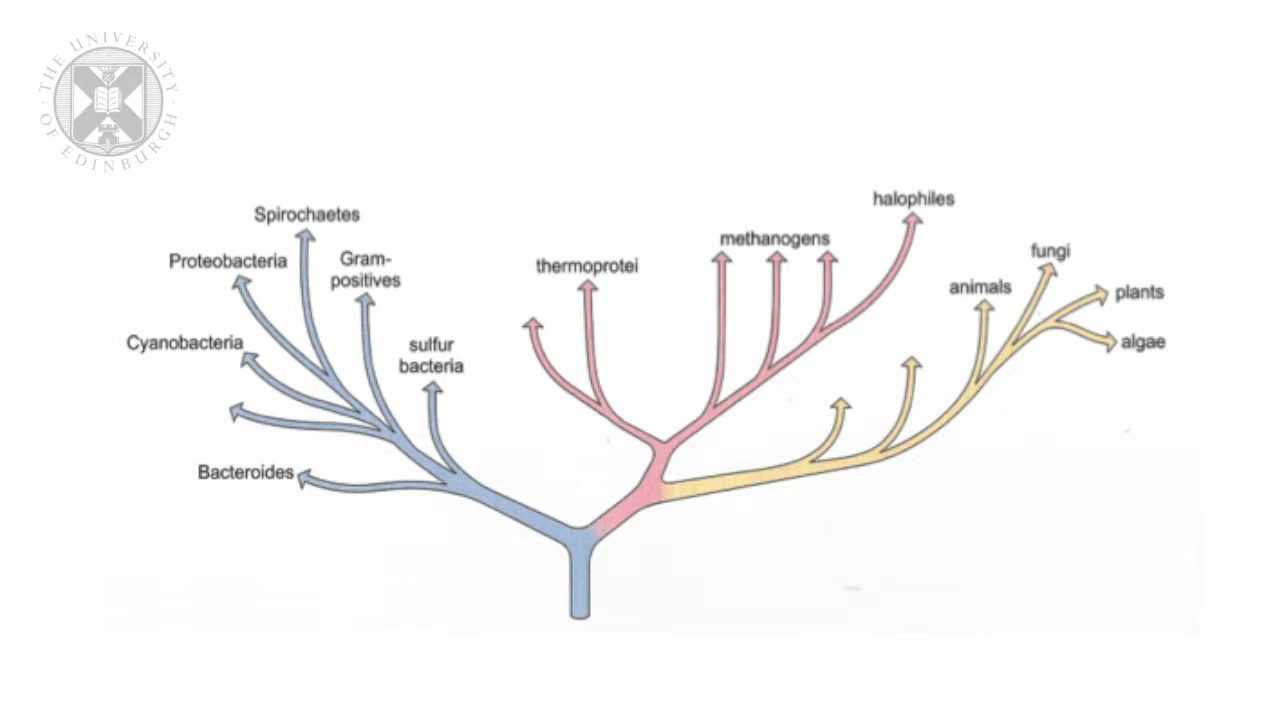 THE UNIVERSITY
OF EDINBURGH
halophiles
Spirochaetes
methanogens
fungi
Proteobacteria
Gram-
positives
thermoprotei
animals
plants
Cyanobacteria
sulfur
bacteria
algae
Bacteroides